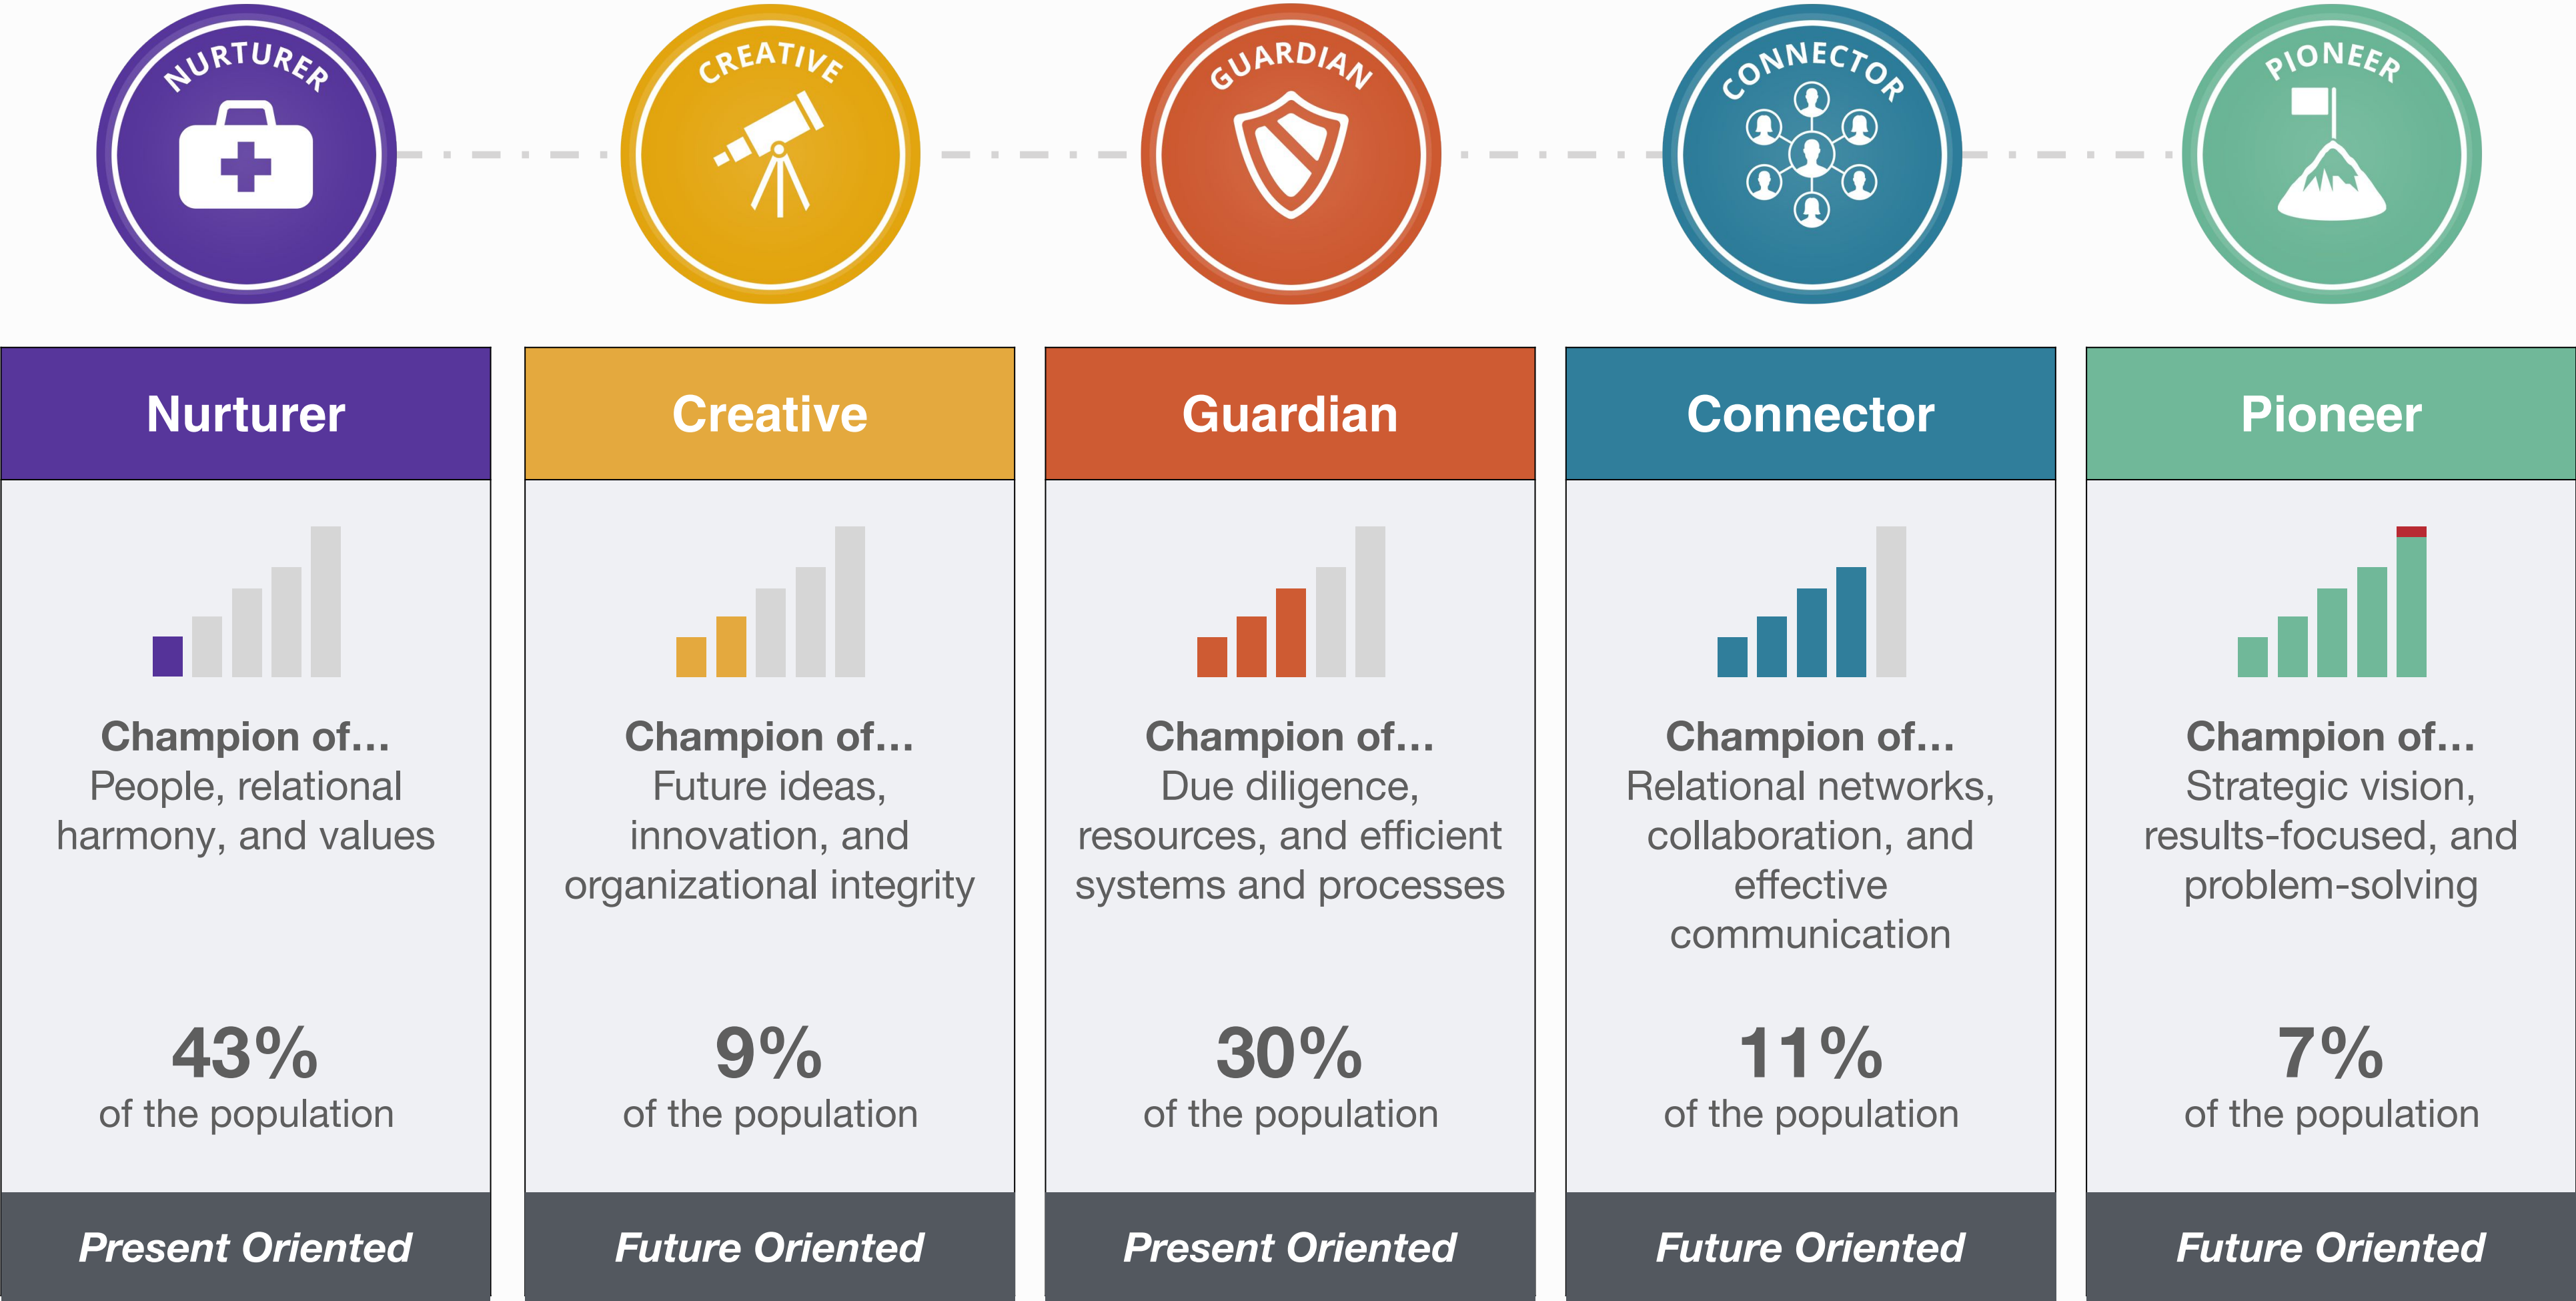 NURTURER
CREATIVE
GUARDIAN
CONNECTOR
PIONEER
Nurturer
Champion of...
People, relational
harmony, and values
43%
of the population
Present Oriented
Creative
Champion of...
Future ideas,
innovation, and
organizational integrity
9%
of the population
Future Oriented
Guardian
Champion of...
Due diligence,
resources, and efficient
systems and processes
30%
of the population
Present Oriented
Connector
Champion of...
Relational networks,
collaboration, and
effective
communication
11%
of the population
Future Oriented
Pioneer
Champion of...
Strategic vision,
results-focused, and
problem-solving
7%
of the population
Future Oriented